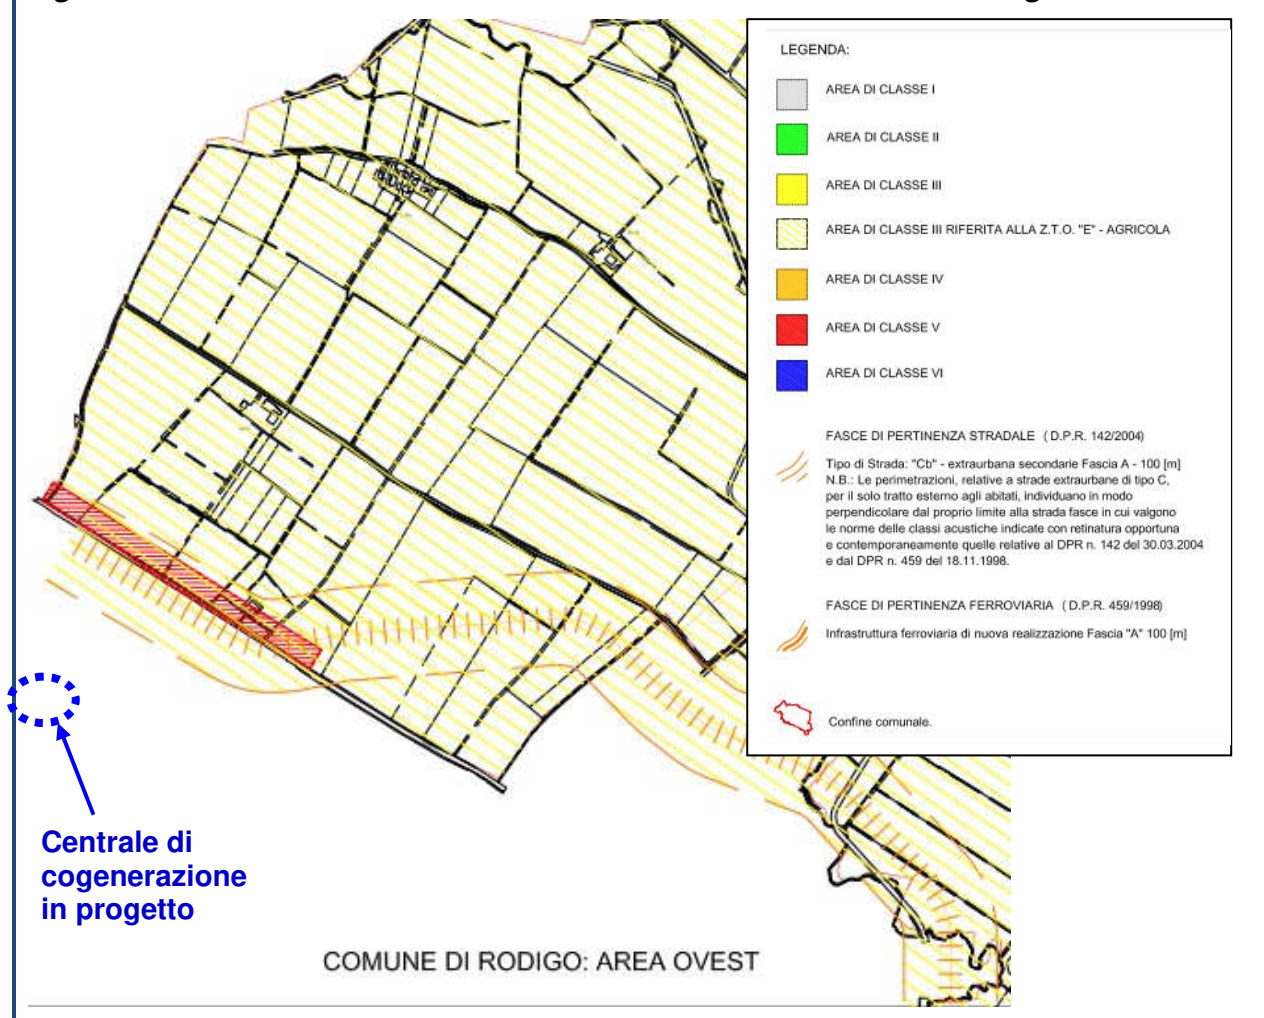 LEGENDA:
AREA DI CLASSE I
AREA DI CLASSE II
AREA DI CLASSE III
AREA DI CLASSE III RIFERITA ALLA Z.T.O. "E" - AGRICOLA
AREA DI CLASSE IV
AREA DI CLASSE V
AREA DI CLASSE VI
FASCE DI PERTINENZA STRADALE ( D.P.R. 142/2004)
Tipo di Strada: "Cb" - extraurbana secondarie Fascia A - 100 [m]
N.B.: Le perimetrazioni, relative a strade extraurbane di tipo C,
per il solo tratto esterno agli abitati, individuano in modo
perpendicolare dal proprio limite alla strada fasce in cui valgono
le norme delle classi acustiche indicate con retinatura opportuna
e contemporaneamente quelle relative al DPR n. 142 del 30.03.2004
e dal DPR n. 459 del 18.11.1998.
FASCE DI PERTINENZA FERROVIARIA ( D.P.R. 459/1998)
Infrastruttura ferroviaria di nuova realizzazione Fascia "A" 100 [m]
Confine comunale.
Centrale di
cogenerazione
in progetto
COMUNE DI RODIGO: AREA OVEST